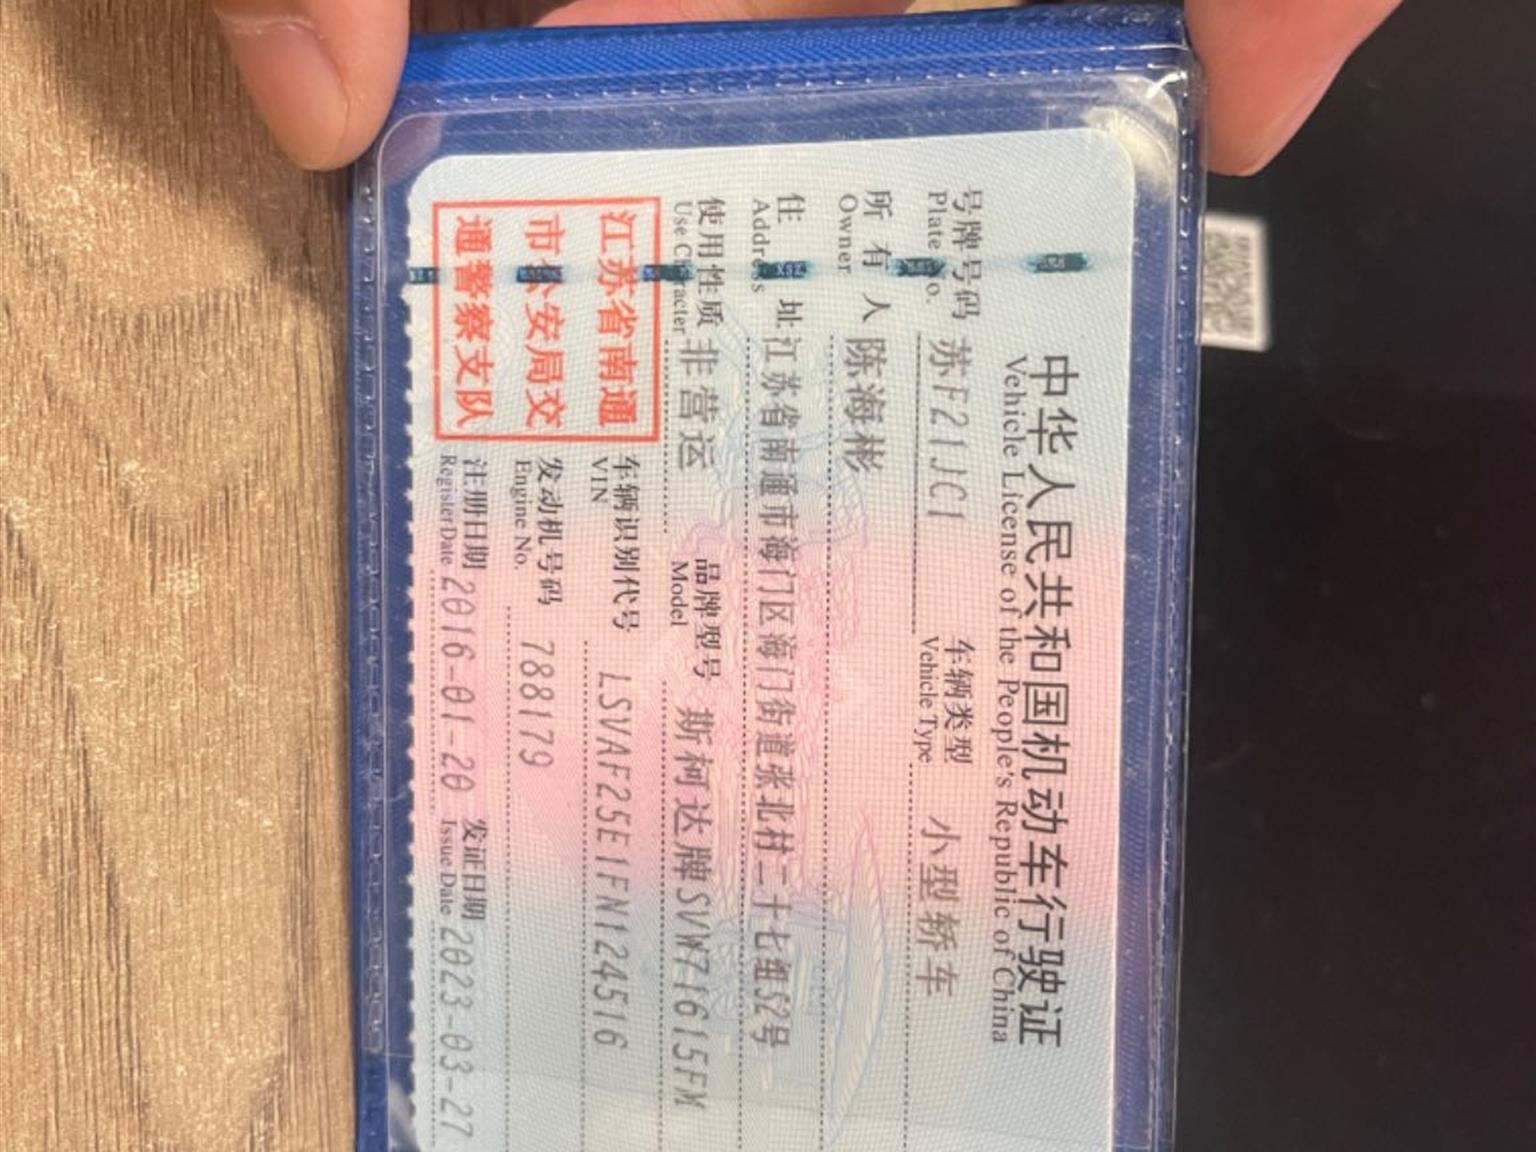 中华人民共和国机动车行驶证
Vehicle License of the People's Republic of China
号牌号码 苏F21JC1 车辆类型 小型轿车
Plate No. Vehicle Type
所有人 陈海彬
Owner
住址 江苏省南通市海门区海门街道张北村二十七组52号
Address
使用性质 非营运 品牌型号 斯柯达牌SVW71615FM
Use Character Model
江苏省南通
市公安局交
通警察支队
车辆识别代号 LSVAF25E1FN124516
VIN
发动机号码 788179
Engine No.
注册日期 2016-01-20 发证日期 2023-03-27
Register Date Issue Date